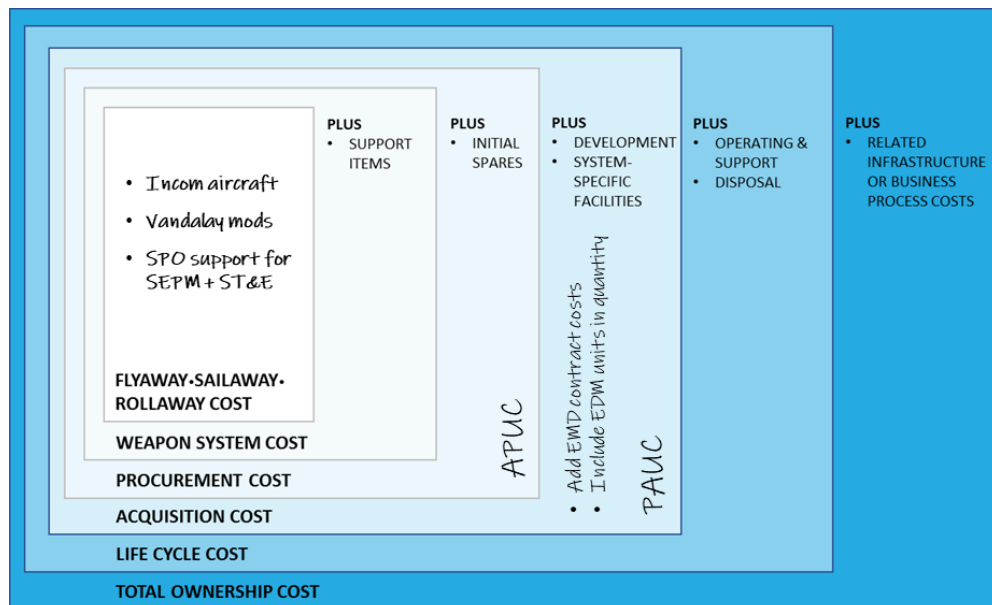 • Incom aircraft
• Vandalay mods
• SPO support for
SEPM + ST&E
FLYAWAY•SAILAWAY•
ROLLAWAY COST
PLUS
• SUPPORT
ITEMS
WEAPON SYSTEM COST
PLUS
• INITIAL
SPARES
APUC
PROCUREMENT COST
PLUS
• DEVELOPMENT
• SYSTEM-
SPECIFIC
FACILITIES
• Add EMD contract costs
• Include EDM units in quantity
PAUC
ACQUISITION COST
PLUS
• OPERATING &
SUPPORT
• DISPOSAL
LIFE CYCLE COST
PLUS
• RELATED
INFRASTRUCTURE
OR BUSINESS
PROCESS COSTS
TOTAL OWNERSHIP COST